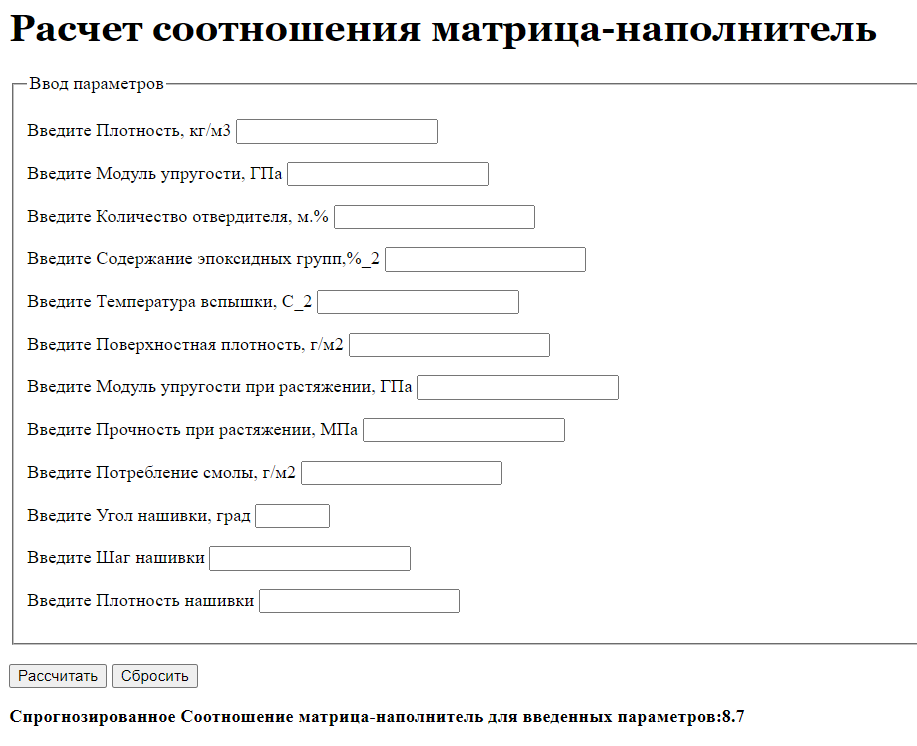 Расчет соотношения матрица-наполнитель
Ввод параметров
Введите Плотность, кг/м3
Введите Модуль упругости, ГПа
Введите Количество отвердителя, м.%
Введите Содержание эпоксидных групп,%_2
Введите Температура вспышки, С_2
Введите Поверхностная плотность, г/м2
Введите Модуль упругости при растяжении, ГПа
Введите Прочность при растяжении, МПа
Введите Потребление смолы, г/м2
Введите Угол нашивки, град
Введите Шаг нашивки
Введите Плотность нашивки
Рассчитать Сбросить
Спрогнозированное Соотношение матрица-наполнитель для введенных параметров:8.7